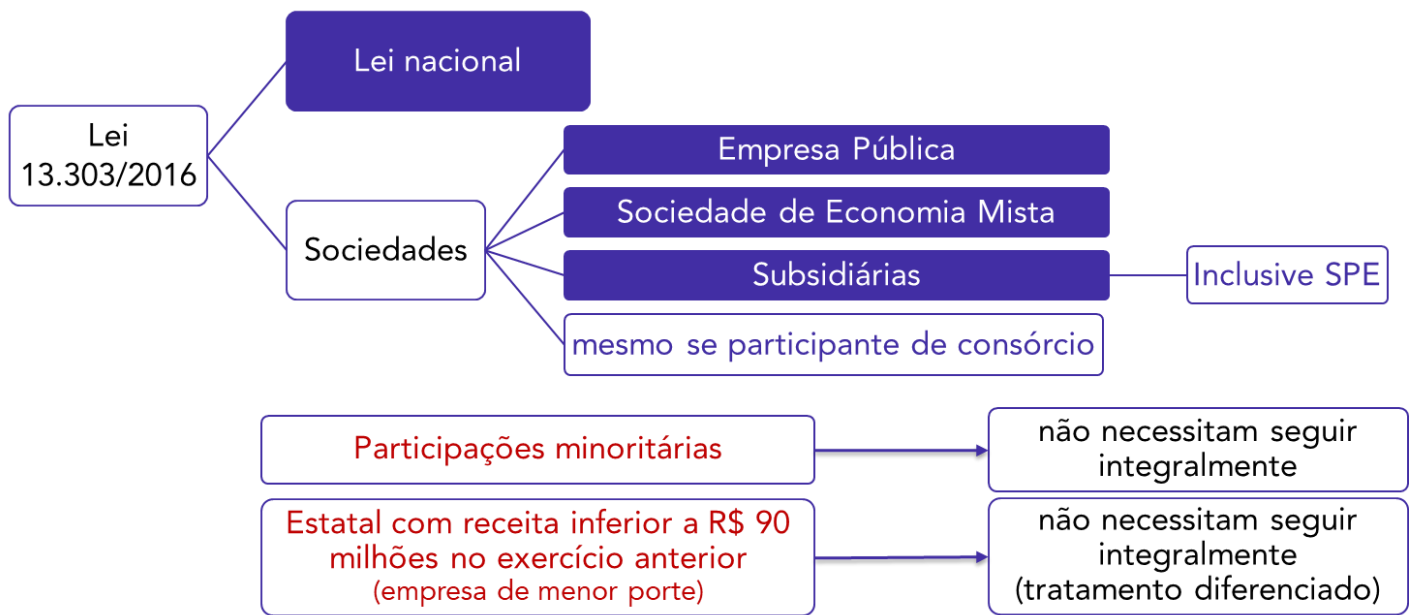 Lei nacional
Lei
13.303/2016
Empresa Pública
Sociedade de Economia Mista
Sociedades
Subsidiárias
Inclusive SPE
mesmo se participante de consórcio
Participações minoritárias
não necessitam seguir
integralmente
Estatal com receita inferior a R$ 90
milhões no exercício anterior
(empresa de menor porte)
não necessitam seguir
integralmente
(tratamento diferenciado)